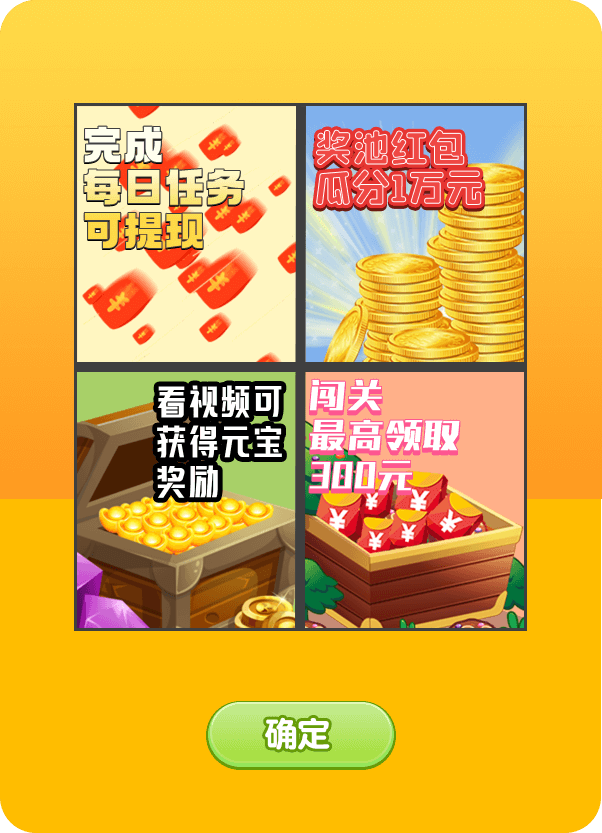 完成
每日任务
可提现
奖池红包
瓜分1万元
看视频可
获得元宝
奖励
闯关
最高领取
300元
确定